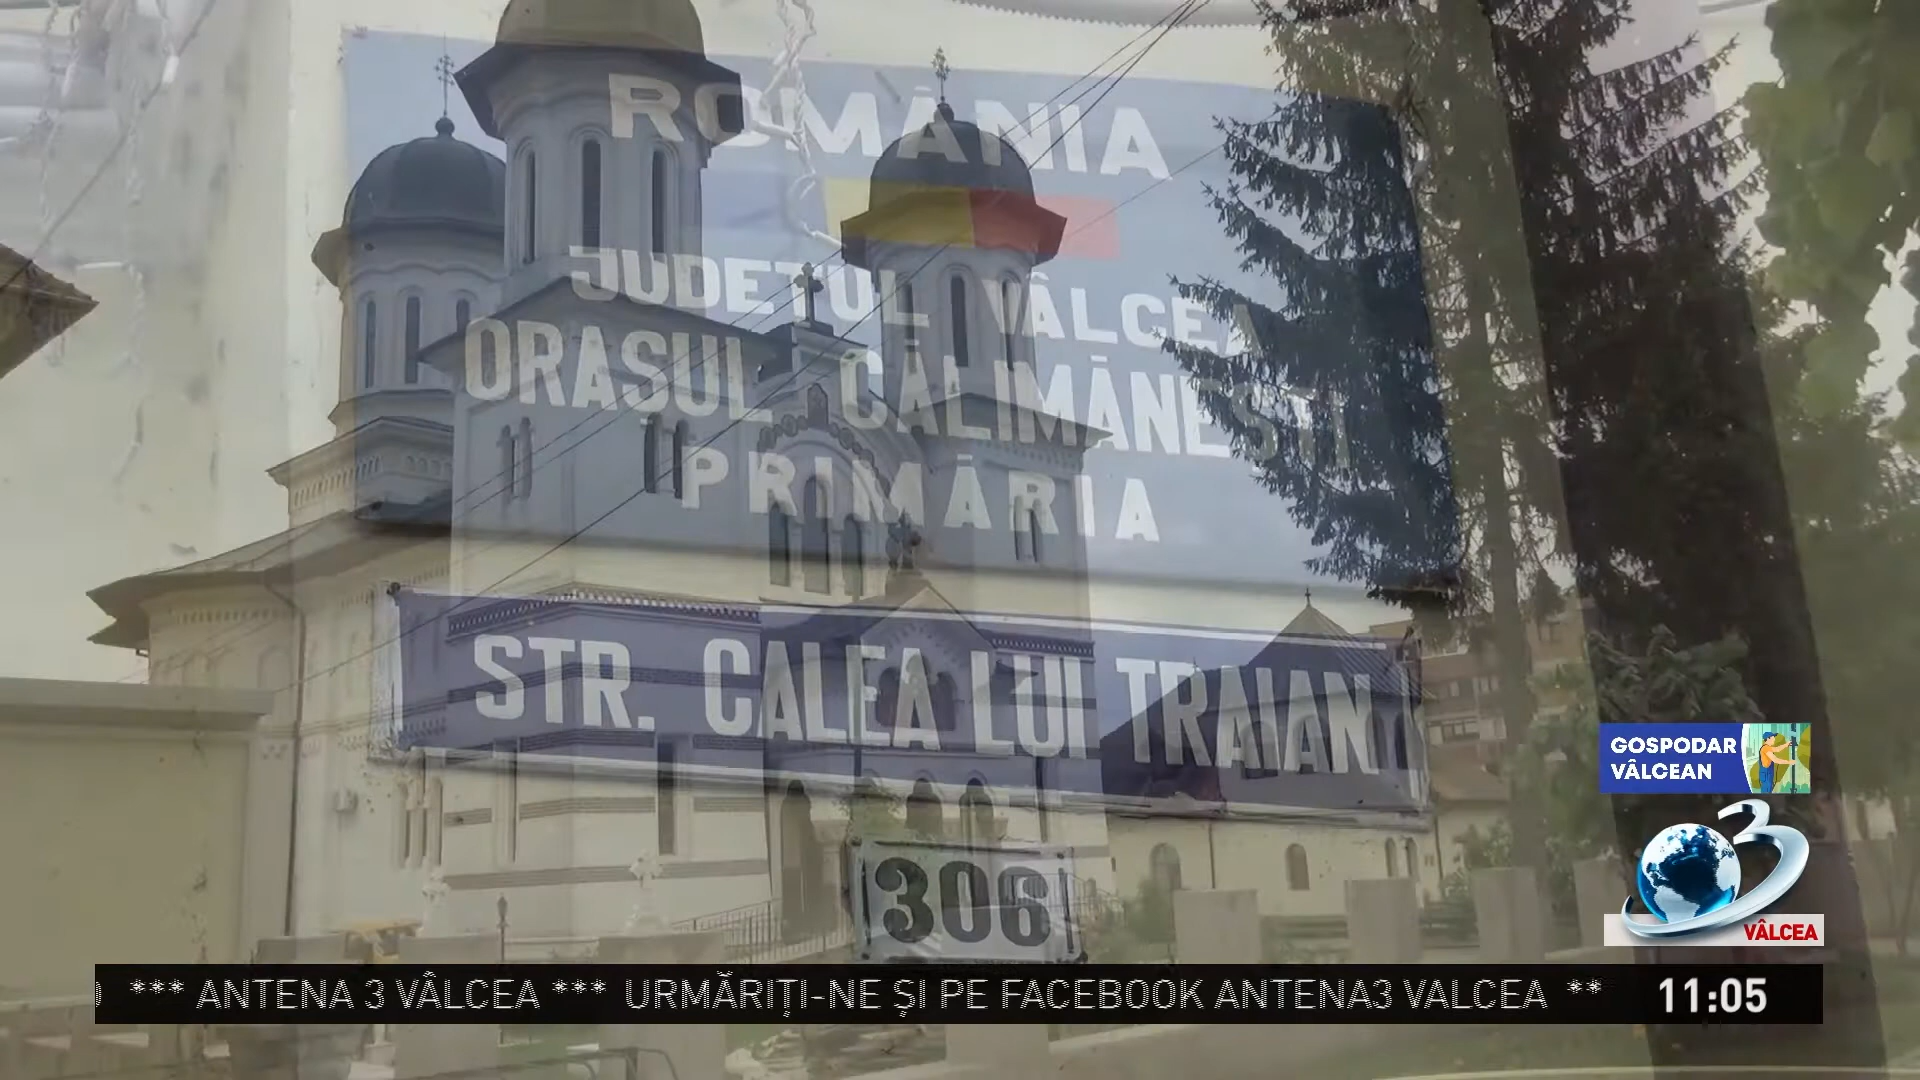 ROMÂNIA
JUDEȚUL VÂLCEA
ORAȘUL CĂLIMĂNEȘTI
PRIMĂRIA
STR. CALEA LUI TRAIAN
306
GOSPODAR
VÂLCEAN
3
VÂLCEA
*** ANTENA 3 VÂLCEA *** URMĂRIȚI-NE ȘI PE FACEBOOK ANTENA3 VALCEA **
11:05